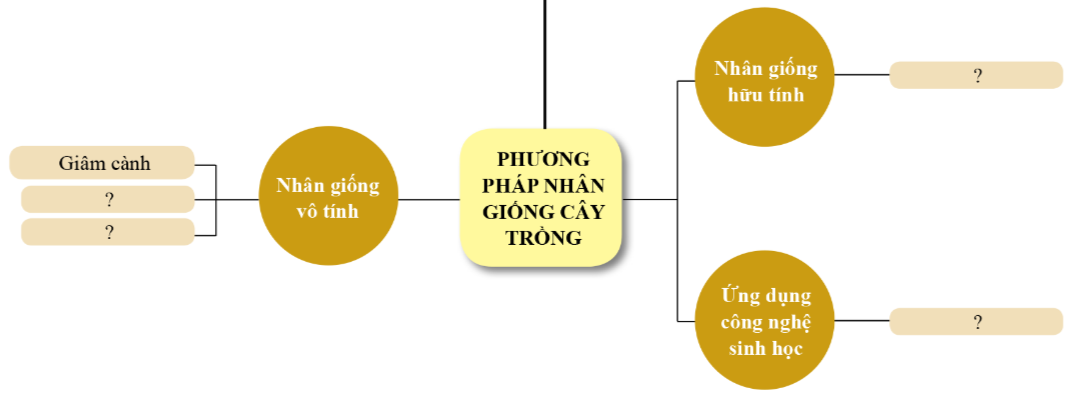 Giâm cành
?
?
Nhân giống
vô tính
PHƯƠNG
PHÁP NHÂN
GIỐNG CÂY
TRỒNG
Nhân giống
hữu tính
?
Ứng dụng
công nghệ
sinh học
?